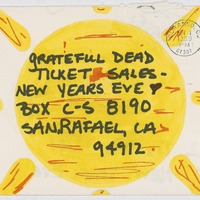 GRATEFUL DEAD
TICKET SALES -
NEW YEARS EVE
BOX C-S 8190
SAN RAFAEL, CA
94912